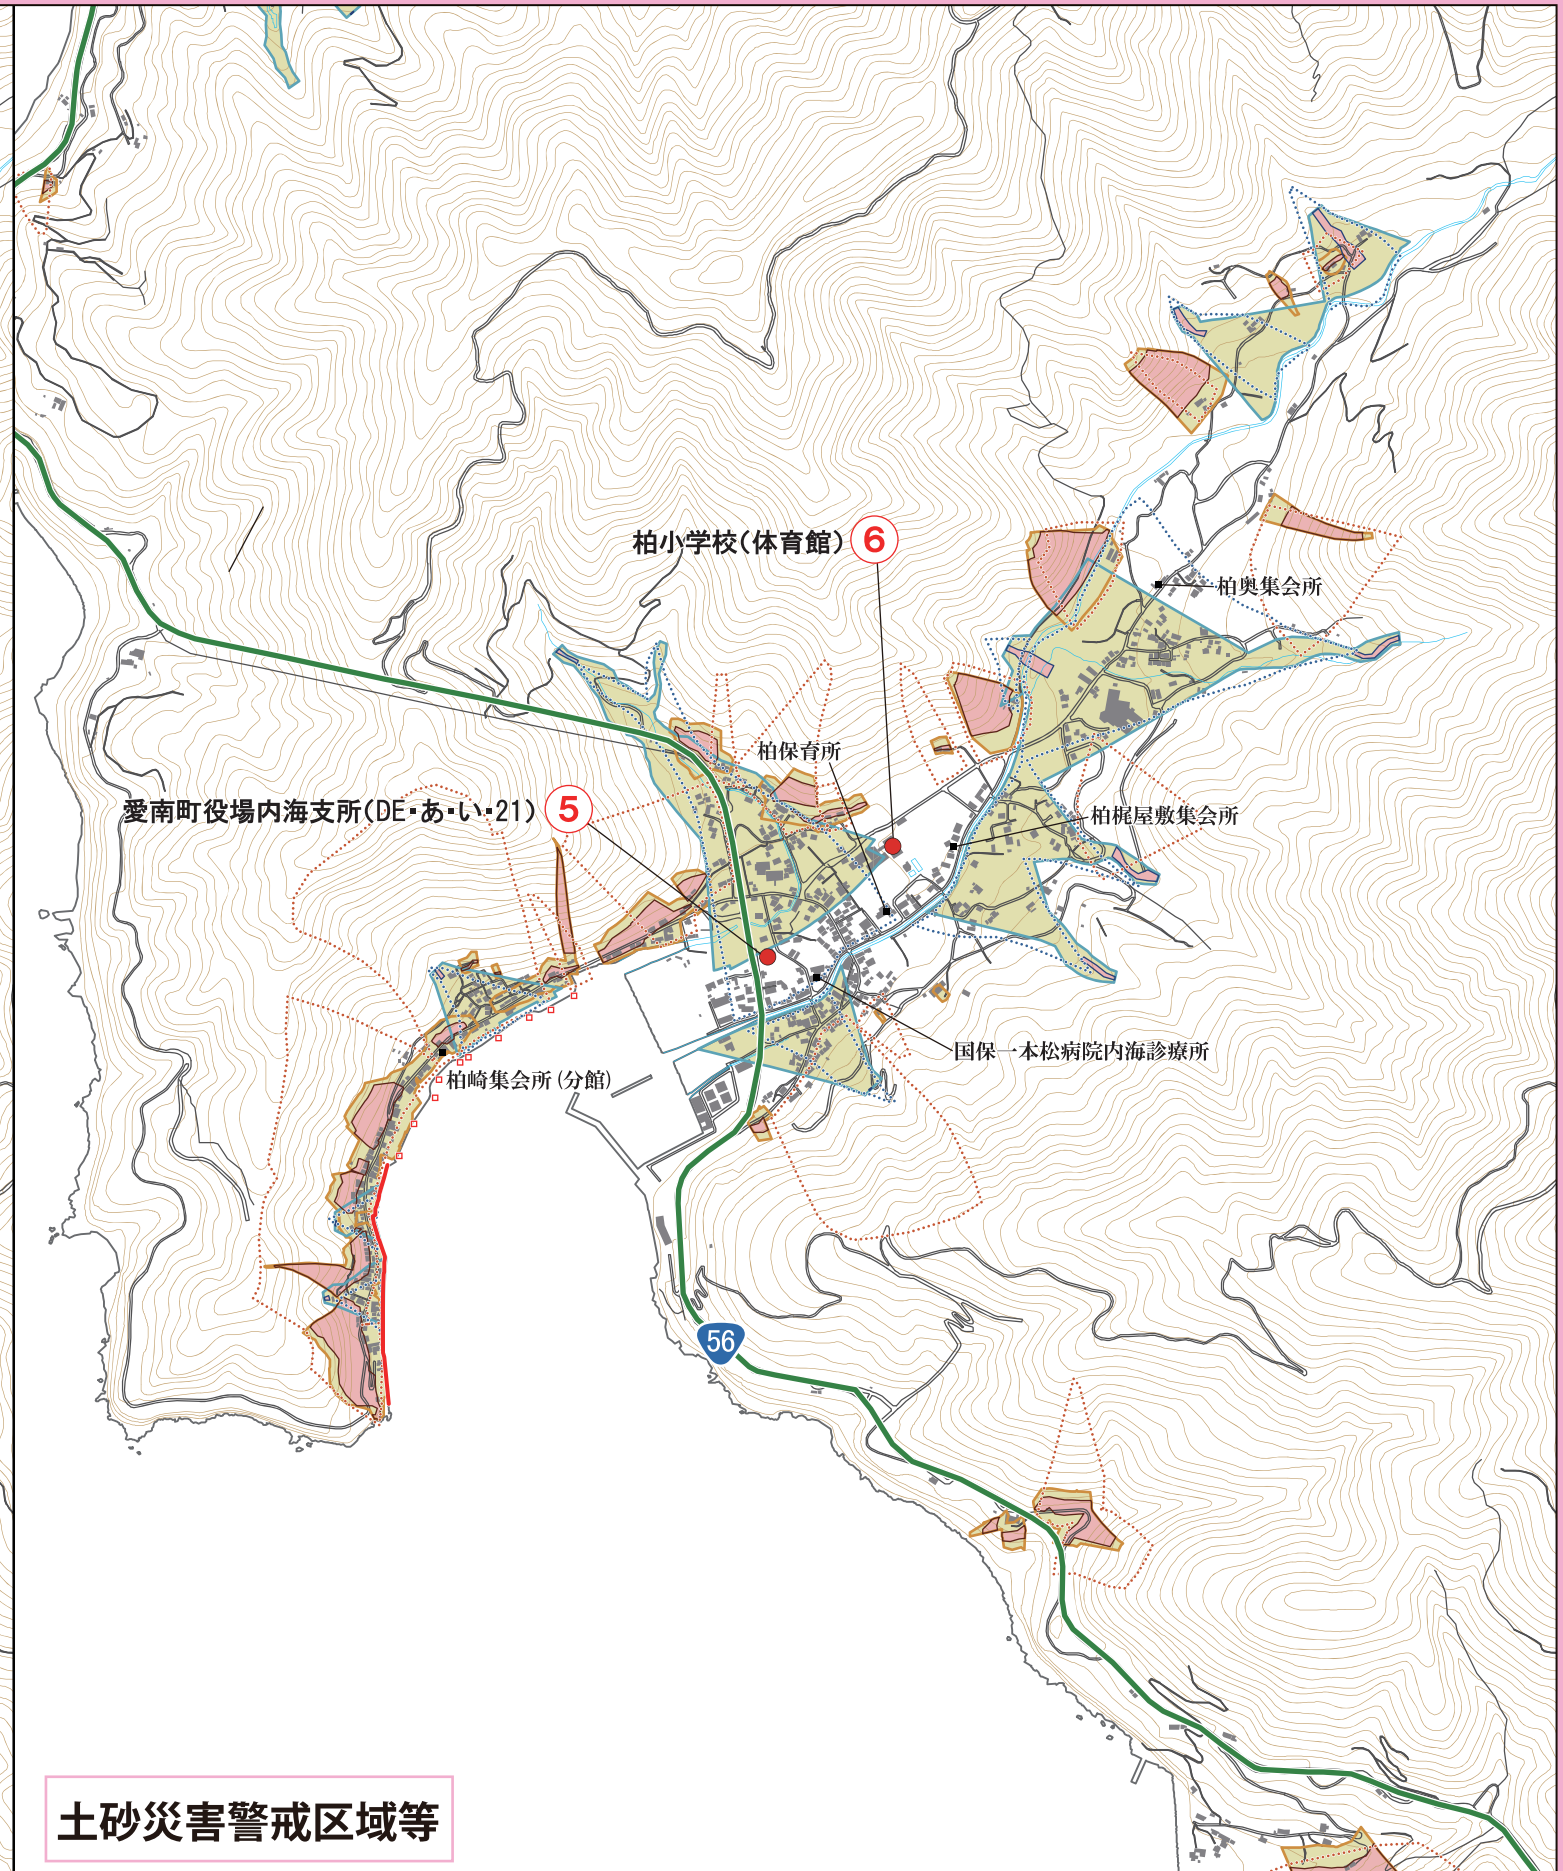 柏小学校(体育館) 6
柏奥集会所
柏保育所
愛南町役場内海支所(DE・あ・い・21) 5
柏梶屋敷集会所
国保一本松病院内海診療所
柏崎集会所(分館)
56
土砂災害警戒区域等